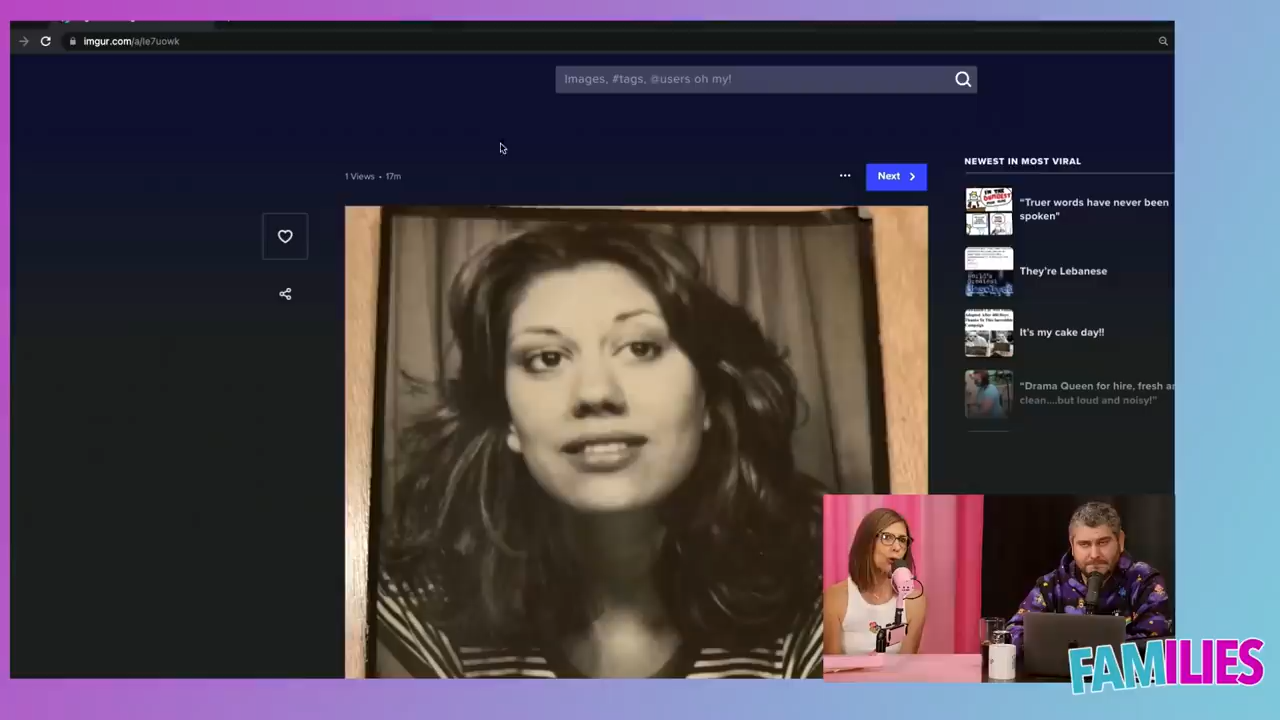 imgur.com/a/Ie7uowk
Images, #tags, @users oh my!
1 Views • 17m
Next
NEWEST IN MOST VIRAL
"Truer words have never been
spoken"
They're Lebanese
It's my cake day!!
"Drama Queen for hire, fresh an
clean....but loud and noisy!"
FAMILIES